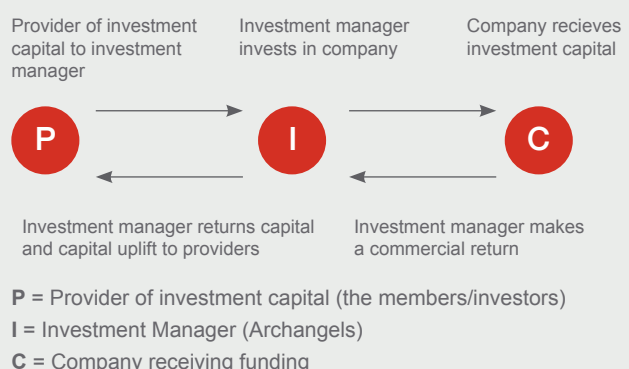 Provider of investment
capital to investment
manager
Investment manager
invests in company
Company recieves
investment capital
P
I
C
Investment manager returns capital
and capital uplift to providers
Investment manager makes
a commercial return
P = Provider of investment capital (the members/investors)
I = Investment Manager (Archangels)
C = Company receiving funding